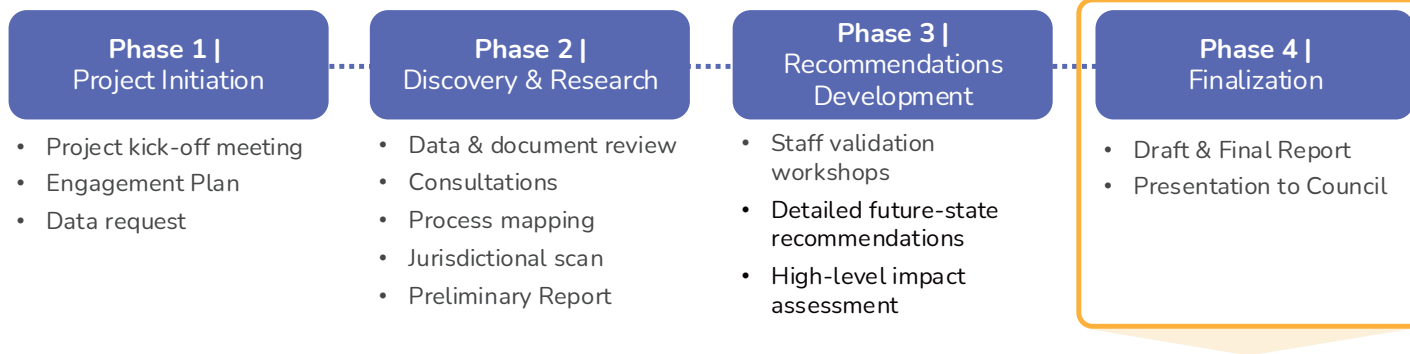 Phase 1 |
Project Initiation
• Project kick-off meeting
• Engagement Plan
• Data request
Phase 2 |
Discovery & Research
• Data & document review
• Consultations
• Process mapping
• Jurisdictional scan
• Preliminary Report
Phase 3 |
Recommendations
Development
• Staff validation
workshops
• Detailed future-state
recommendations
• High-level impact
assessment
Phase 4 |
Finalization
• Draft & Final Report
• Presentation to Council